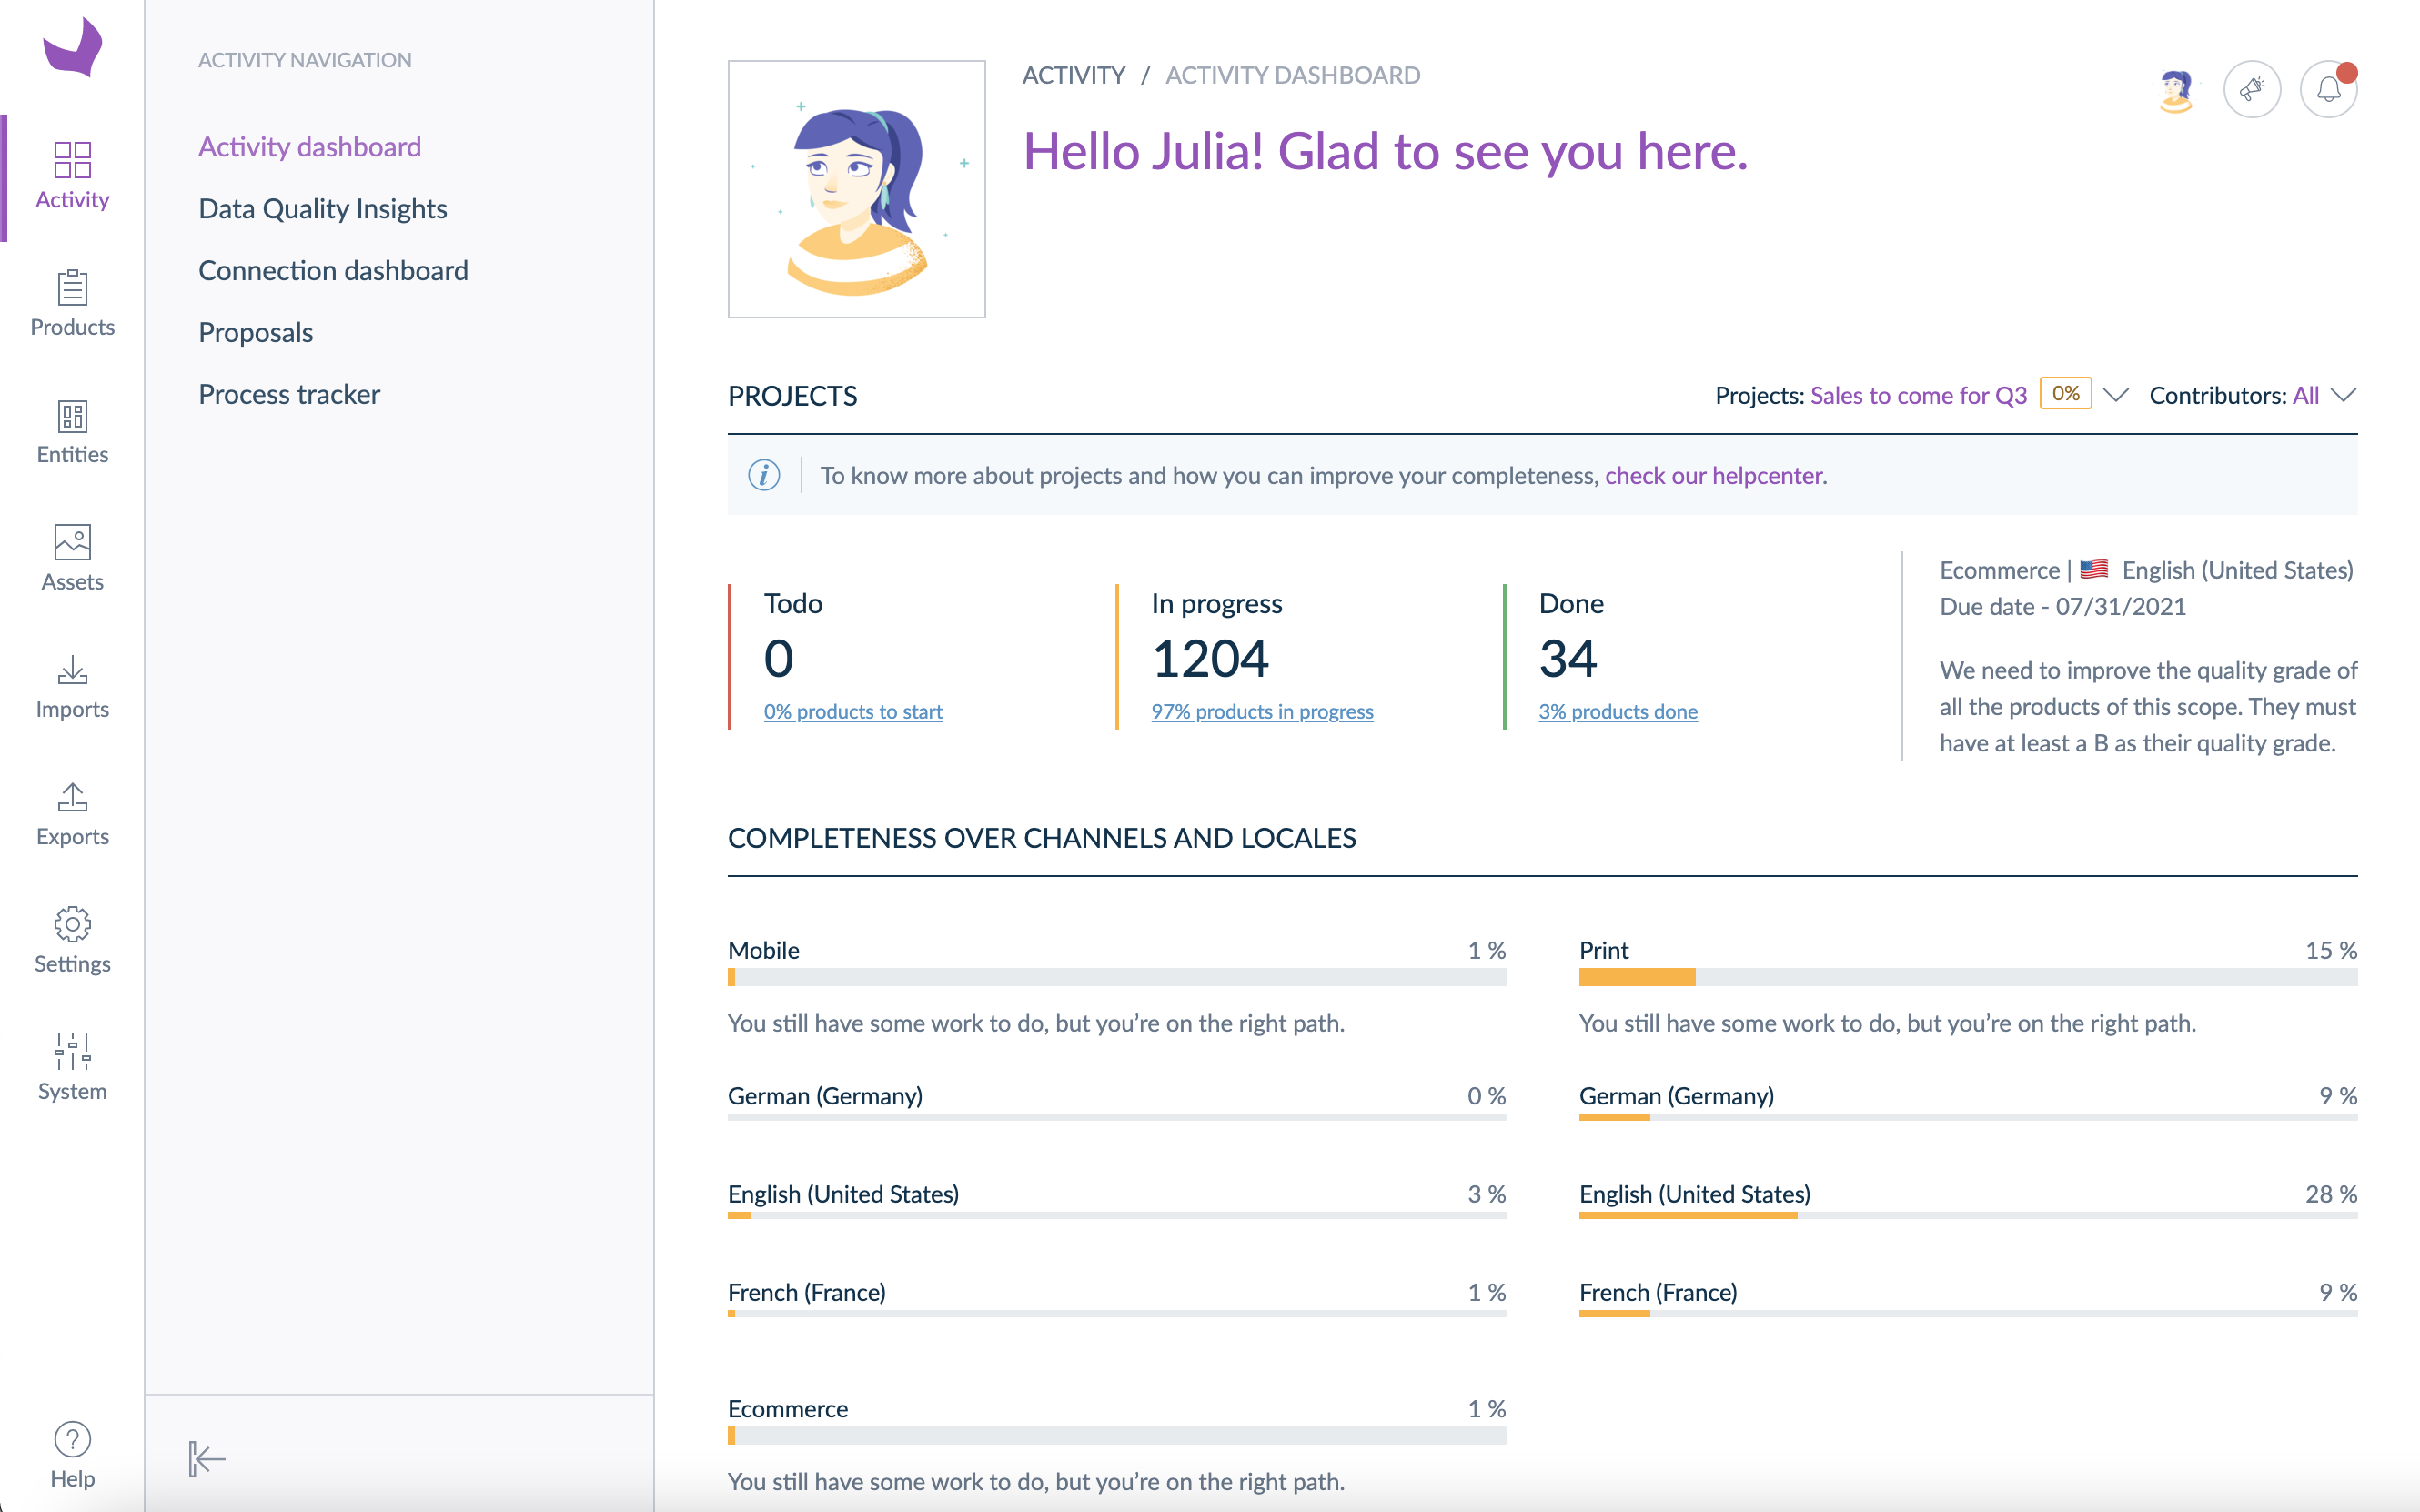 Activity
Products
Entities
Assets
Imports
Exports
Settings
System
Help
ACTIVITY NAVIGATION
Activity dashboard
Data Quality Insights
Connection dashboard
Proposals
Process tracker
ACTIVITY / ACTIVITY DASHBOARD
Hello Julia! Glad to see you here.
PROJECTS
Projects: Sales to come for Q3 0% Contributors: All
i To know more about projects and how you can improve your completeness, check our helpcenter.
Todo
0
0% products to start
In progress
1204
97% products in progress
Done
34
3% products done
Ecommerce | English (United States)
Due date - 07/31/2021
We need to improve the quality grade of
all the products of this scope. They must
have at least a B as their quality grade.
COMPLETENESS OVER CHANNELS AND LOCALES
Mobile 1 %
You still have some work to do, but you’re on the right path.
German (Germany) 0 %
English (United States) 3 %
French (France) 1 %
Print 15 %
You still have some work to do, but you’re on the right path.
German (Germany) 9 %
English (United States) 28 %
French (France) 9 %
Ecommerce 1 %
You still have some work to do, but you’re on the right path.